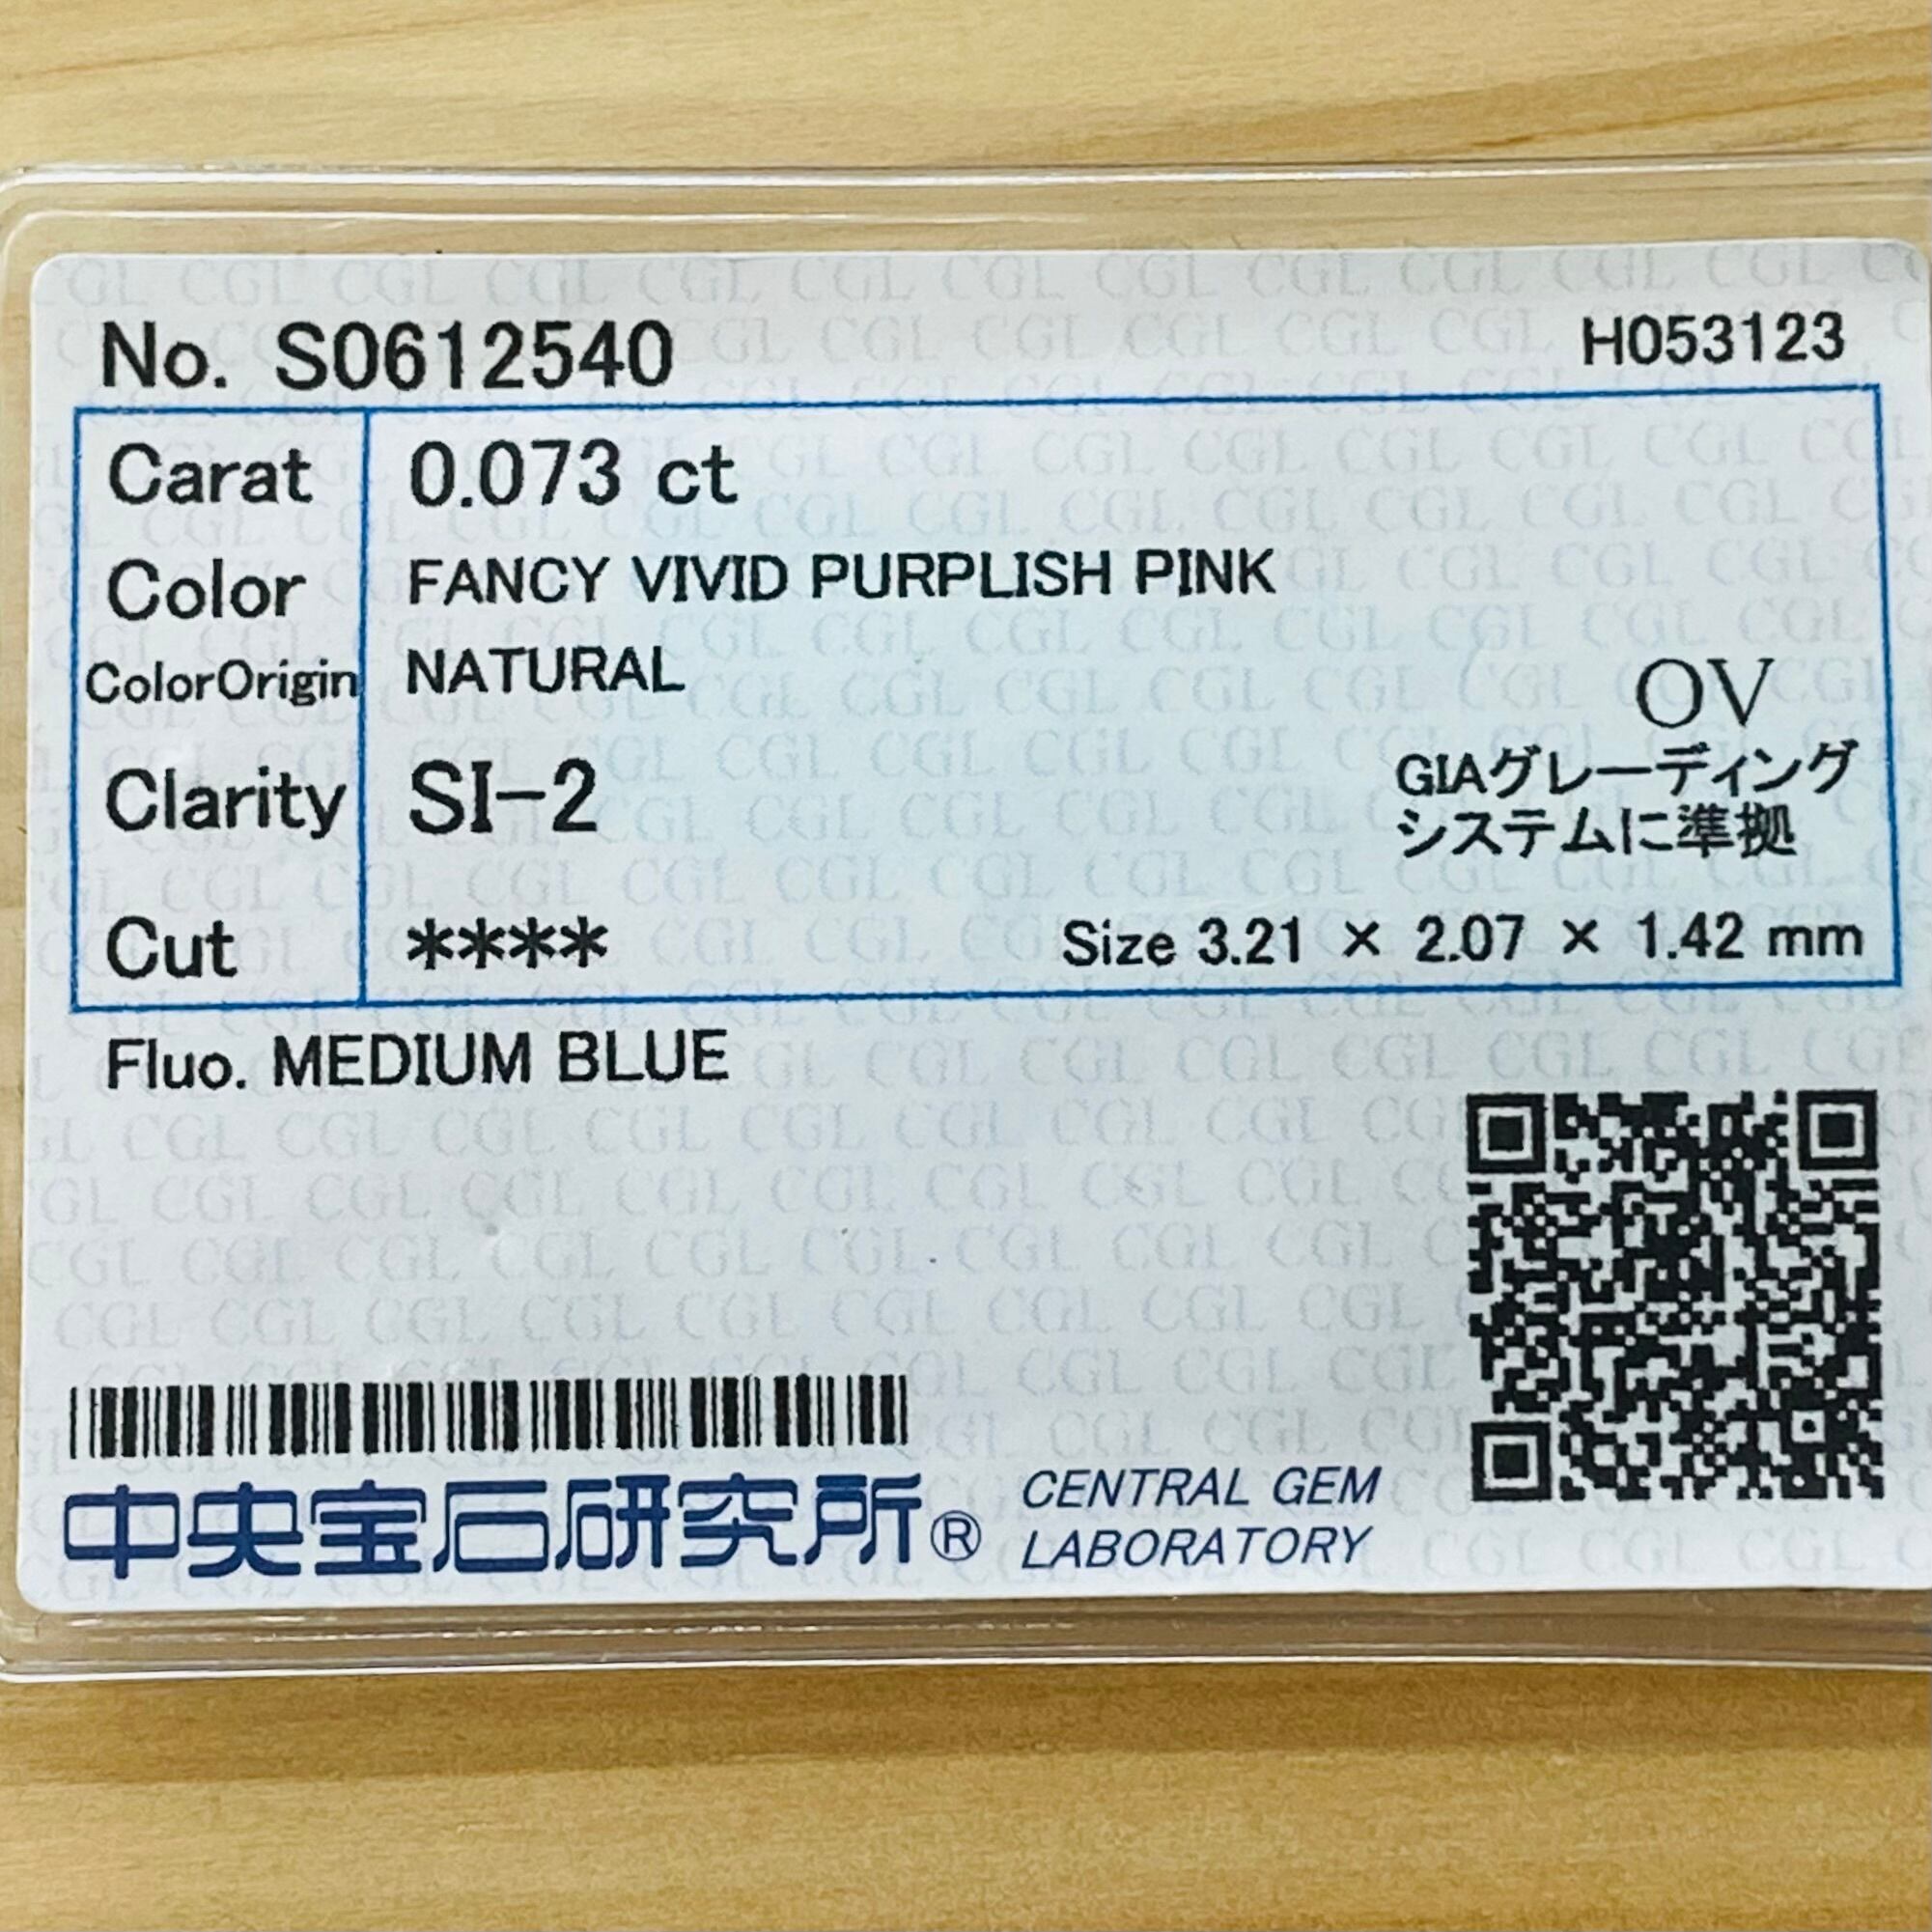 No. S0612540 H053123
Carat 0.073 ct
Color FANCY VIVID PURPLISH PINK
ColorOrigin NATURAL
OV
Clarity SI-2
GIAグレーディング
システムに準拠
Cut **** Size 3.21 × 2.07 × 1.42 mm
Fluo. MEDIUM BLUE
中央宝石研究所® CENTRAL GEM
LABORATORY